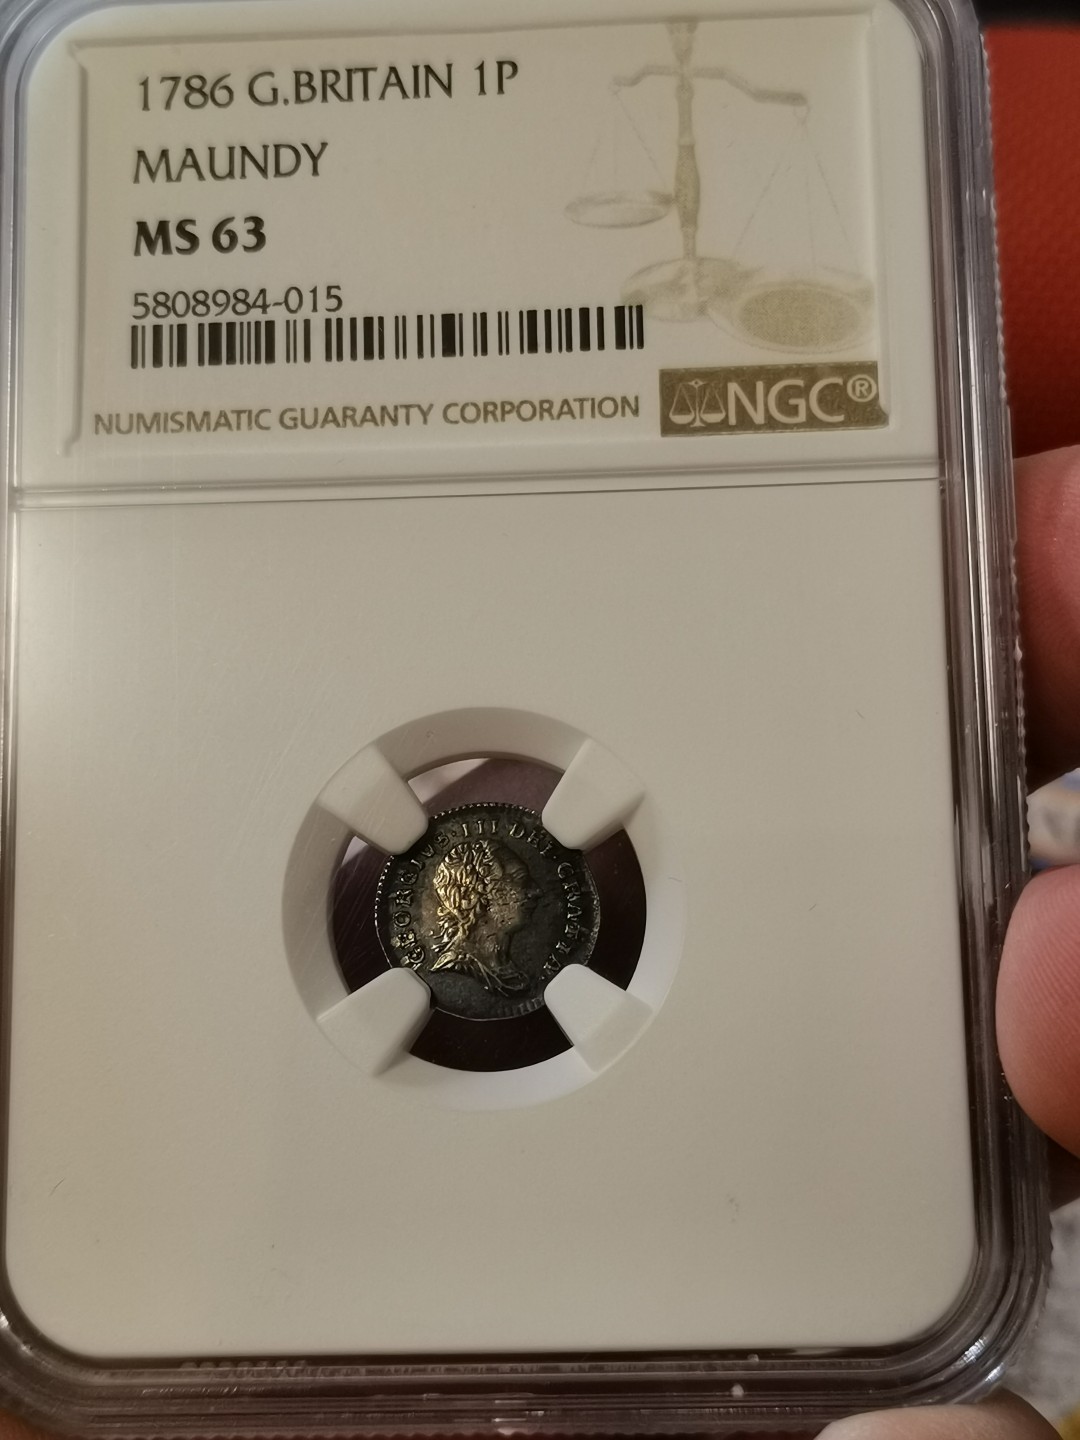 1786 G.BRITAIN 1P
MAUNDY
MS 63
5808984-015
NUMISMATIC GUARANTY CORPORATION NGC®
GEORGIVS·III·DEI·GRATIA·